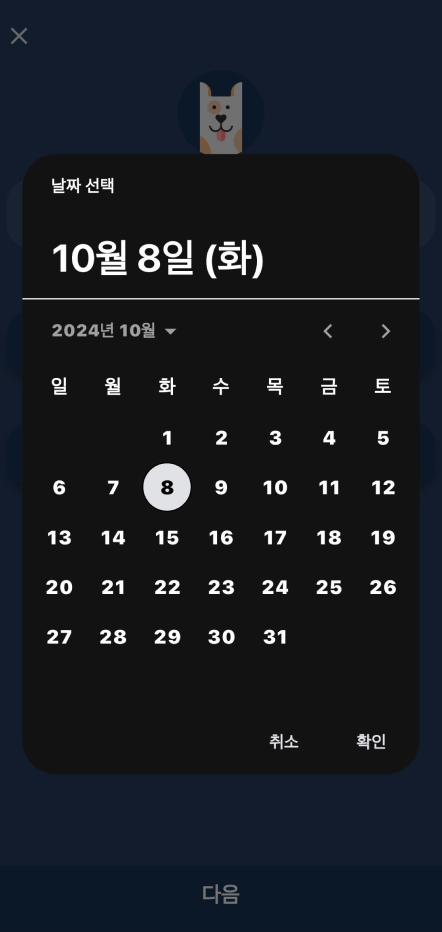 날짜 선택
10월 8일 (화)
2024년 10월
일 월 화 수 목 금 토
1 2 3 4 5
6 7 8 9 10 11 12
13 14 15 16 17 18 19
20 21 22 23 24 25 26
27 28 29 30 31
취소 확인
다음